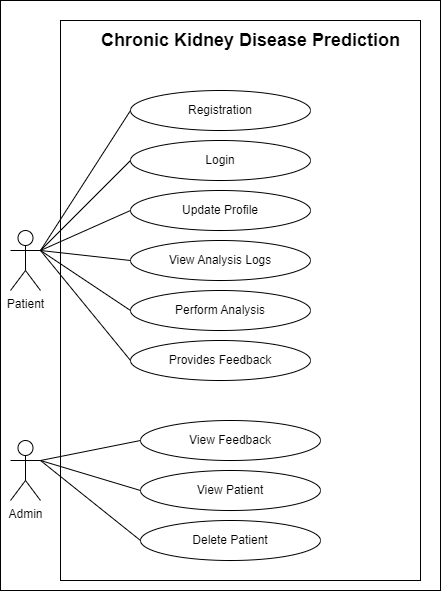 Chronic Kidney Disease Prediction
Registration
Login
Update Profile
View Analysis Logs
Perform Analysis
Provides Feedback
Patient
View Feedback
View Patient
Delete Patient
Admin